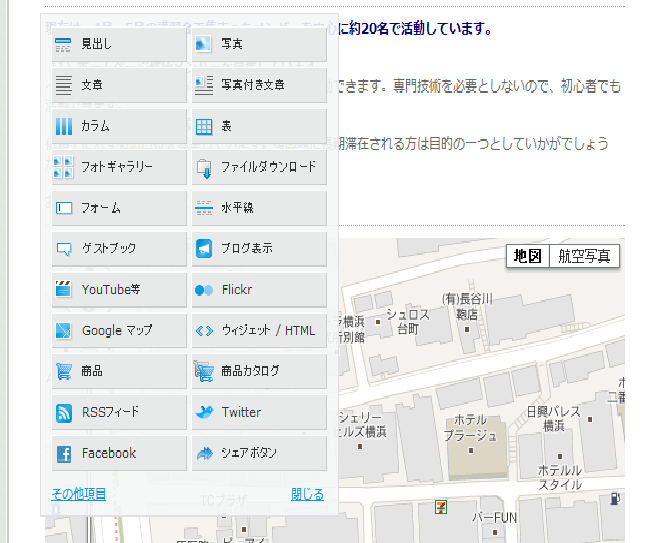 に約20名で活動しています。
見出し
写真
文章
写真付き文章
できます。専門技術を必要としないので、初心者でも
カラム
表
期滞在される方は目的の一つとしていかがでしょう
フォトギャラリー
ファイルダウンロード
フォーム
水平線
ゲストブック
ブログ表示
地図
航空写真
YouTube等
Flickr
(有)長谷川
鞄店
Google マップ
ウィジェット / HTML
横浜
所別館
シュロス
台町
商品
商品カタログ
RSSフィード
Twitter
シェリー
ヒルズ横浜
ホテル
プラージュ
日興パレス
横浜
Facebook
シェアボタン
ホテルル
スタイル
その他項目
閉じる
TCプラザ
バーFUN